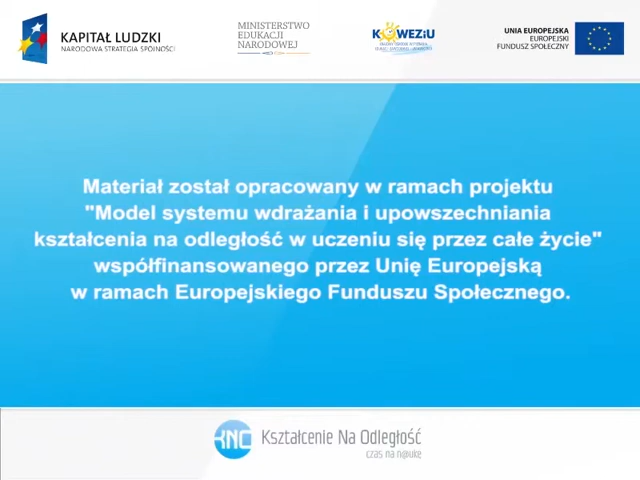 KAPITAŁ LUDZKI
NARODOWA STRATEGIA SPÓJNOŚCI
MINISTERSTWO
EDUKACJI
NARODOWEJ
KOWEZiU
UNIA EUROPEJSKA
EUROPEJSKI
FUNDUSZ SPOŁECZNY
Materiał został opracowany w ramach projektu
"Model systemu wdrażania i upowszechniania
kształcenia na odległość w uczeniu się przez całe życie"
współfinansowanego przez Unię Europejską
w ramach Europejskiego Funduszu Społecznego.
KNO Kształcenie Na Odległość
czas na n@ukę